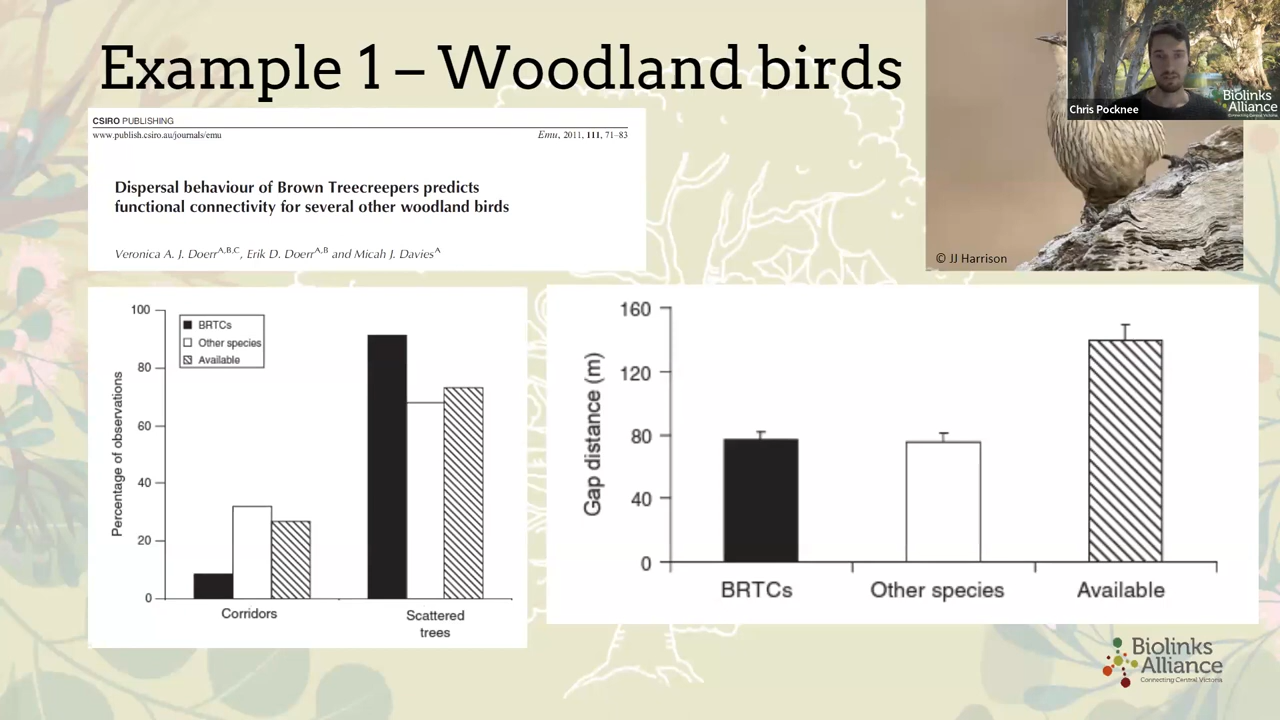 Example 1 – Woodland birds
Chris Pocknee
Biolinks
Alliance
Connecting Central Victoria
CSIRO PUBLISHING
www.publish.csiro.au/journals/emu
Emu, 2011, 111, 71–83
Dispersal behaviour of Brown Treecreepers predicts
functional connectivity for several other woodland birds
Veronica A. J. Doerr A,B,C, Erik D. Doerr A,B and Micah J. Davies A
© JJ Harrison
Percentage of observations
100
80
60
40
20
0
BRTCs
Other species
Available
Corridors
Scattered
trees
Gap distance (m)
160
120
80
40
0
BRTCs
Other species
Available
Biolinks
Alliance
Connecting Central Victoria